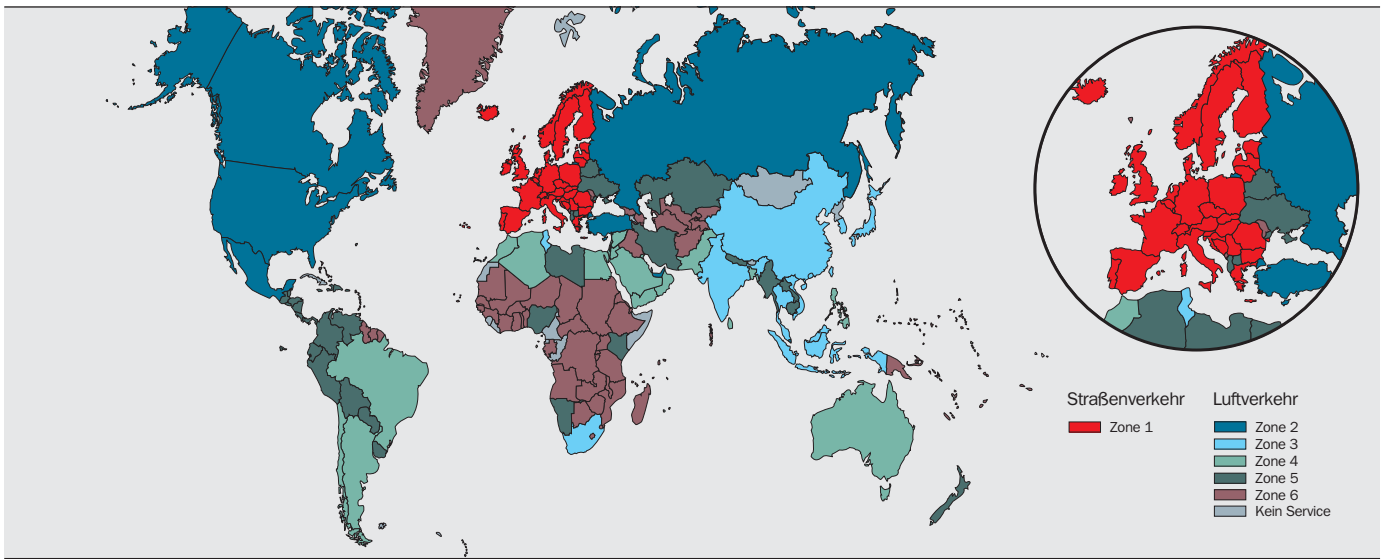 Straßenverkehr
Zone 1
Luftverkehr
Zone 2
Zone 3
Zone 4
Zone 5
Zone 6
Kein Service